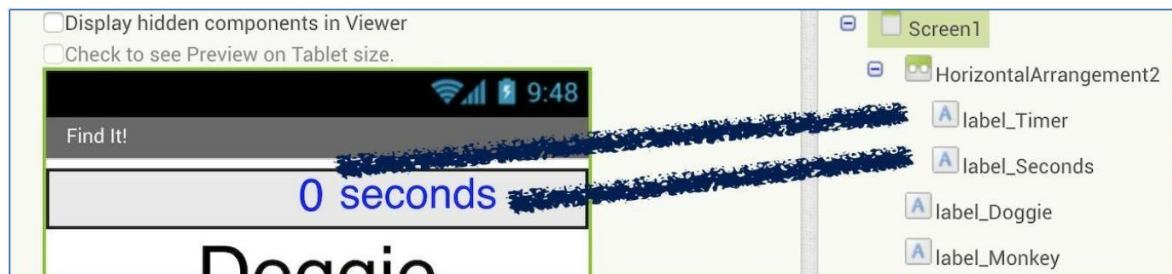 Display hidden components in Viewer
Check to see Preview on Tablet size.
9:48
Find It!
0 seconds
Doggie
Screen1
HorizontalArrangement2
A label_Timer
A label_Seconds
A label_Doggie
A label_Monkey